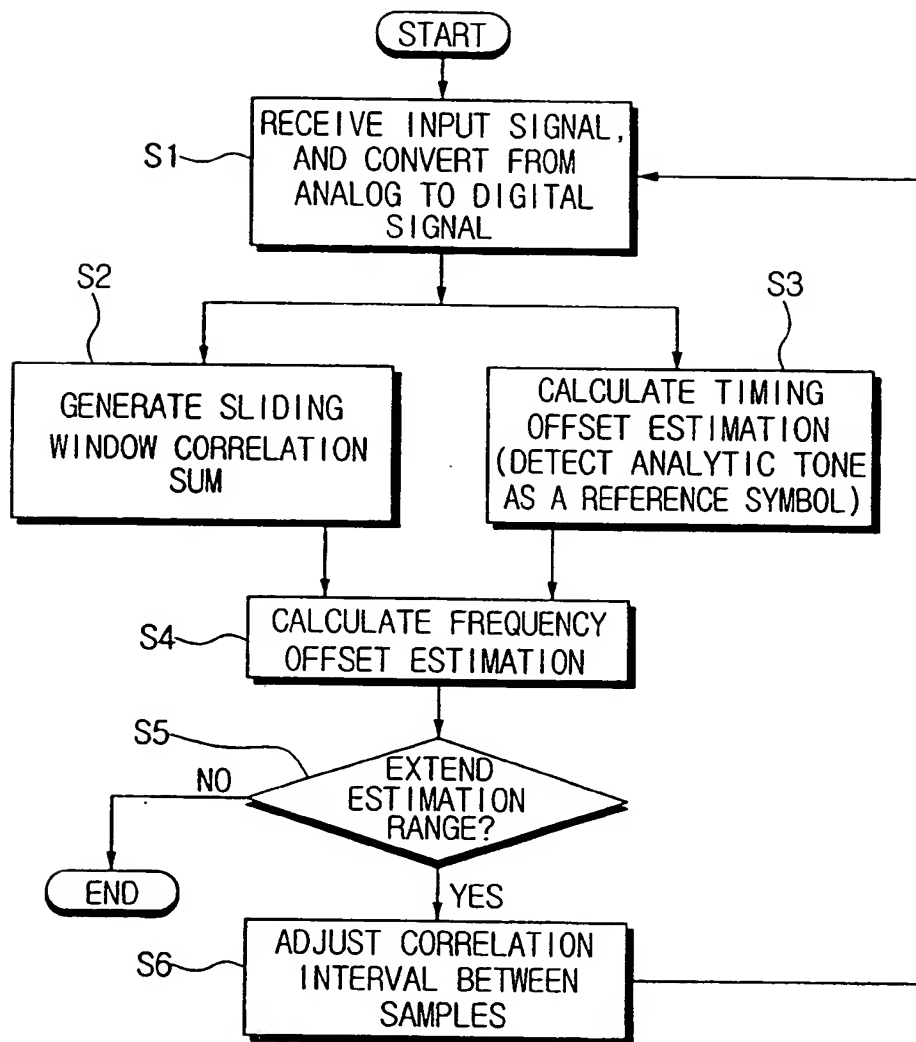 START
S1
RECEIVE INPUT SIGNAL,
AND CONVERT FROM
ANALOG TO DIGITAL
SIGNAL
S2
GENERATE SLIDING
WINDOW CORRELATION
SUM
S3
CALCULATE TIMING
OFFSET ESTIMATION
(DETECT ANALYTIC TONE
AS A REFERENCE SYMBOL)
S4
CALCULATE FREQUENCY
OFFSET ESTIMATION
S5
EXTEND
ESTIMATION
RANGE?
NO
END
YES
S6
ADJUST CORRELATION
INTERVAL BETWEEN
SAMPLES